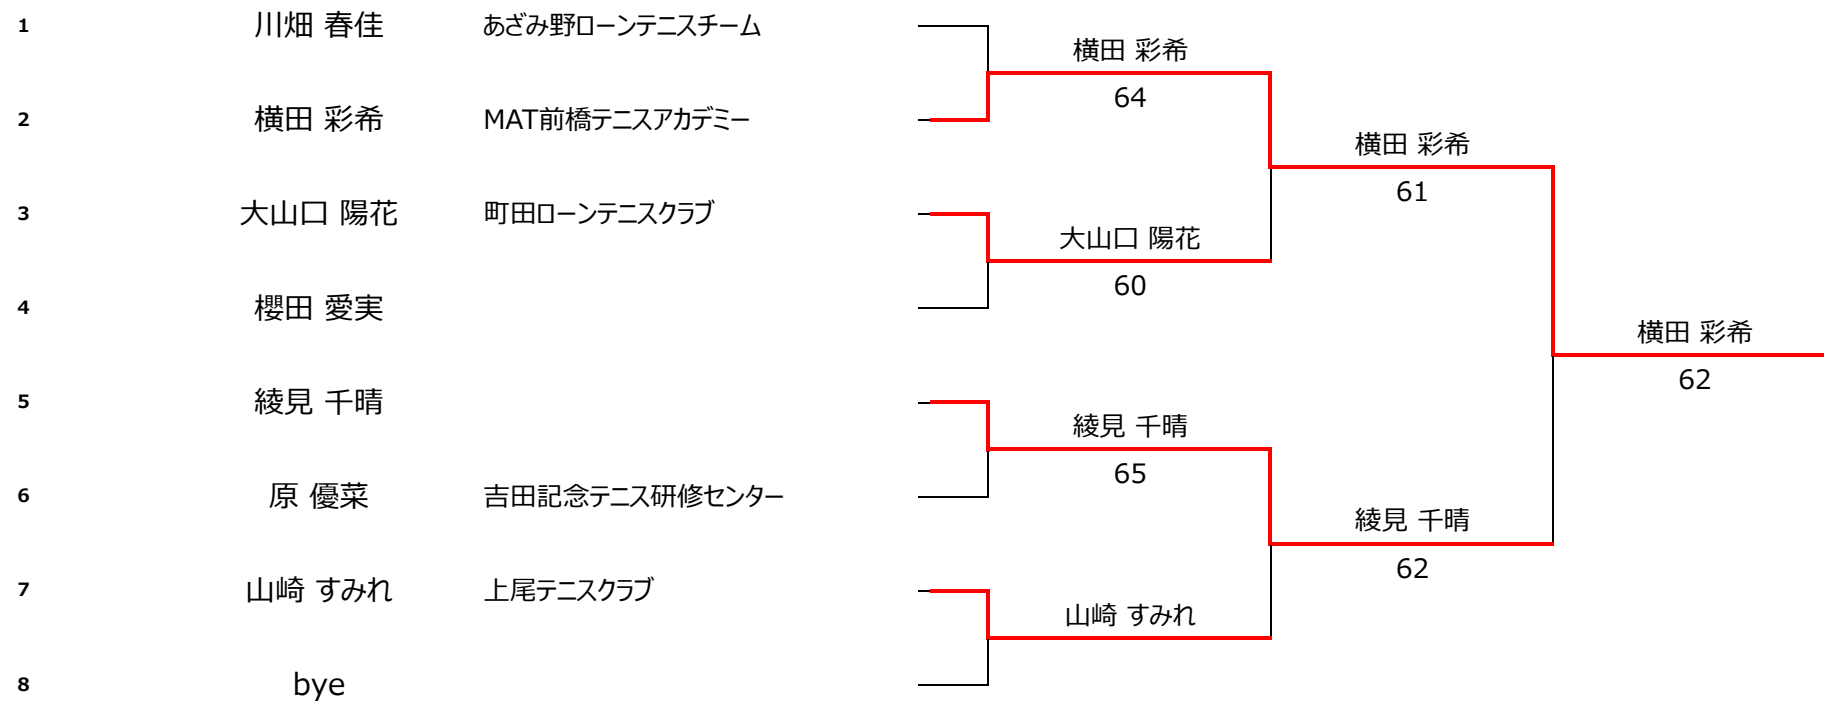 1 川畑 春佳 あざみ野ローンテニスチーム
横田 彩希
64
2 横田 彩希 MAT前橋テニスアカデミー
横田 彩希
61
3 大山口 陽花 町田ローンテニスクラブ
大山口 陽花
60
4 櫻田 愛実
横田 彩希
62
5 綾見 千晴
綾見 千晴
65
6 原 優菜 吉田記念テニス研修センター
綾見 千晴
62
7 山崎 すみれ 上尾テニスクラブ
山崎 すみれ
8 bye